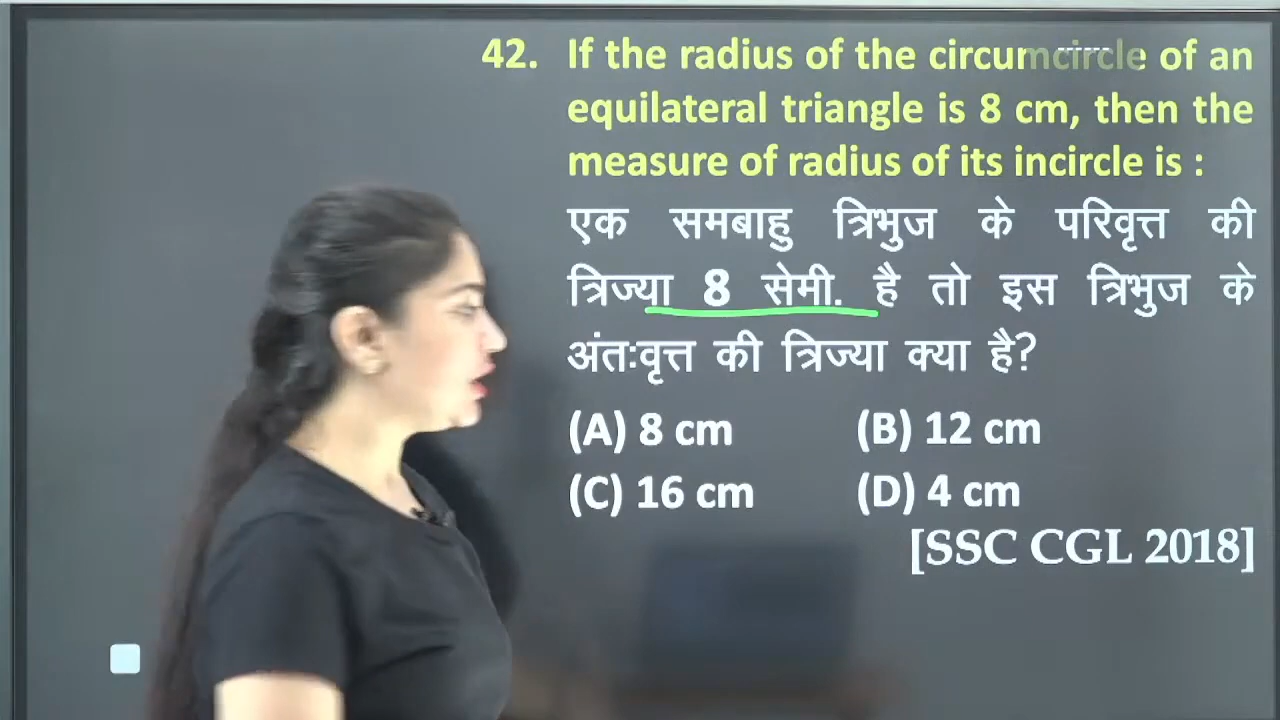 42. If the radius of the circumcircle of an
equilateral triangle is 8 cm, then the
measure of radius of its incircle is :
एक समबाहु त्रिभुज के परिवृत्त की
त्रिज्या 8 सेमी. है तो इस त्रिभुज के
अंतःवृत्त की त्रिज्या क्या है?
(A) 8 cm (B) 12 cm
(C) 16 cm (D) 4 cm
[SSC CGL 2018]